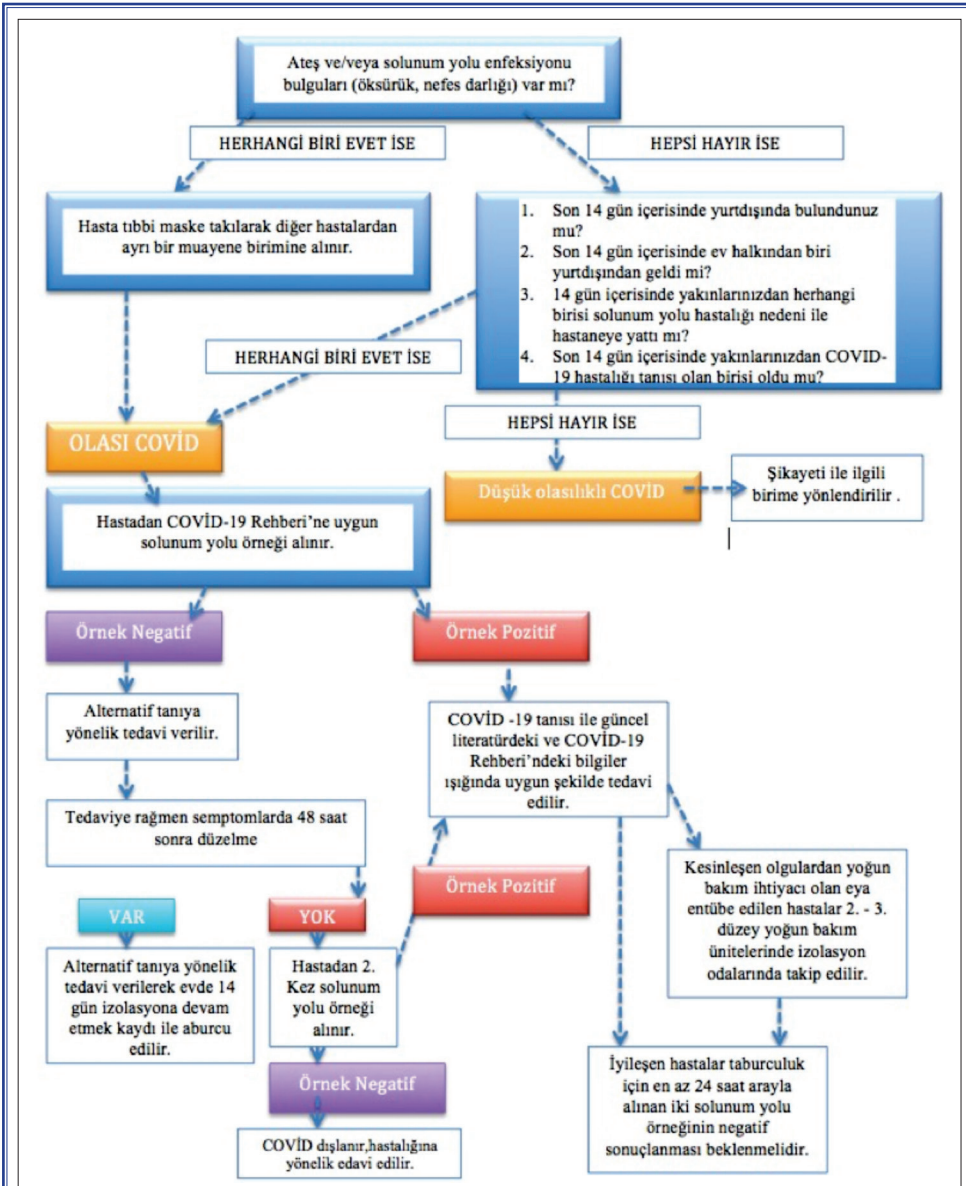 Ateş ve/veya solunum yolu enfeksiyonu
bulguları (öksürük, nefes darlığı) var mı?
HERHANGİ BİRİ EVET İSE
HEPSİ HAYIR İSE
Hasta tıbbi maske takılarak diğer hastalardan
ayrı bir muayene birimine alınır.
1. Son 14 gün içerisinde yurtdışında bulundunuz
mu?
2. Son 14 gün içerisinde ev halkından biri
yurtdışından geldi mi?
3. 14 gün içerisinde yakınlarınızdan herhangi
birisi solunum yolu hastalığı nedeni ile
hastaneye yattı mı?
4. Son 14 gün içerisinde yakınlarınızdan COVID-
19 hastalığı tanısı olan birisi oldu mu?
HERHANGİ BİRİ EVET İSE
HEPSİ HAYIR İSE
OLASI COVİD
Düşük olasılıklı COVİD
Şikayeti ile ilgili
birime yönlendirilir .
Hastadan COVİD-19 Rehberi'ne uygun
solunum yolu örneği alınır.
Örnek Negatif
Örnek Pozitif
Alternatif tanıya
yönelik tedavi verilir.
COVİD -19 tanısı ile güncel
literatürdeki ve COVİD-19
Rehberi'ndeki bilgiler
ışığında uygun şekilde tedavi
edilir.
Tedaviye rağmen semptomlarda 48 saat
sonra düzelme
Örnek Pozitif
Kesinleşen olgulardan yoğun
bakım ihtiyacı olan eya
entübe edilen hastalar 2. - 3.
düzey yoğun bakım
ünitelerinde izolasyon
odalarında takip edilir.
VAR
YOK
Alternatif tanıya yönelik
tedavi verilerek evde 14
gün izolasyona devam
etmek kaydı ile aburcu
edilir.
Hastadan 2.
Kez solunum
yolu örneği
alınır.
Örnek Negatif
İyileşen hastalar taburculuk
için en az 24 saat arayla
alınan iki solunum yolu
örneğinin negatif
sonuçlanması beklenmelidir.
COVİD dışlanır,hastalığına
yönelik edavi edilir.